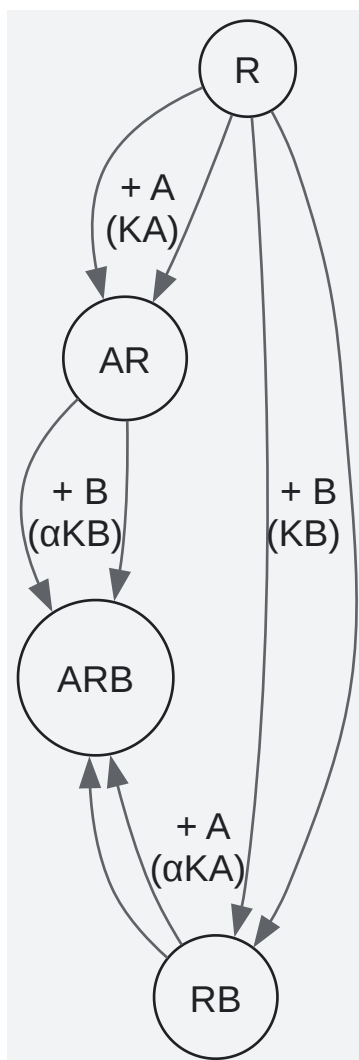 R
+ A
(KA)
AR
+ B
(αKB)
+ B
(KB)
ARB
+ A
(αKA)
RB